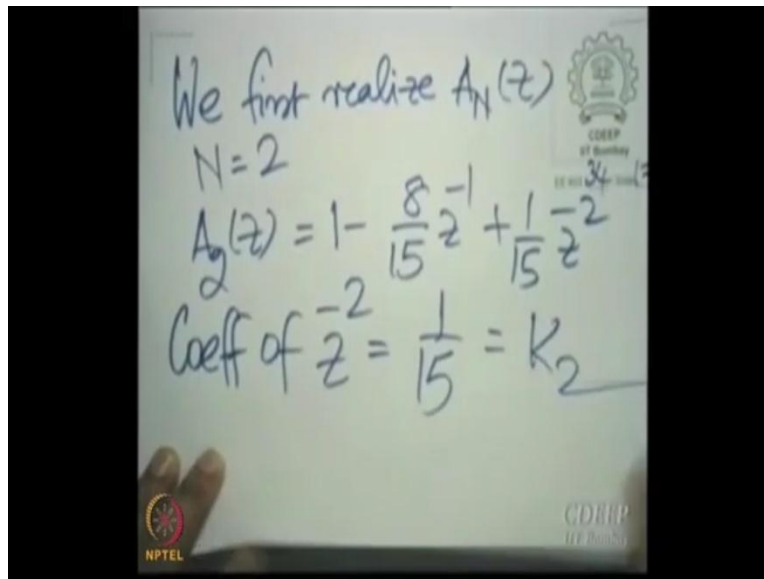 We first realize A_N(z)
CDEEP
IIT Bombay
34
N = 2
A_2(z) = 1 - 8/15 z^-1 + 1/15 z^-2
Coeff of z^-2 = 1/15 = K_2
NPTEL
CDEEP
IIT Bombay